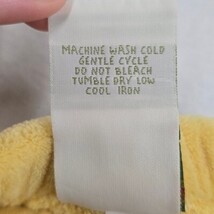 MACHINE WASH COLD
GENTLE CYCLE
DO NOT BLEACH
TUMBLE DRY LOW
COOL IRON